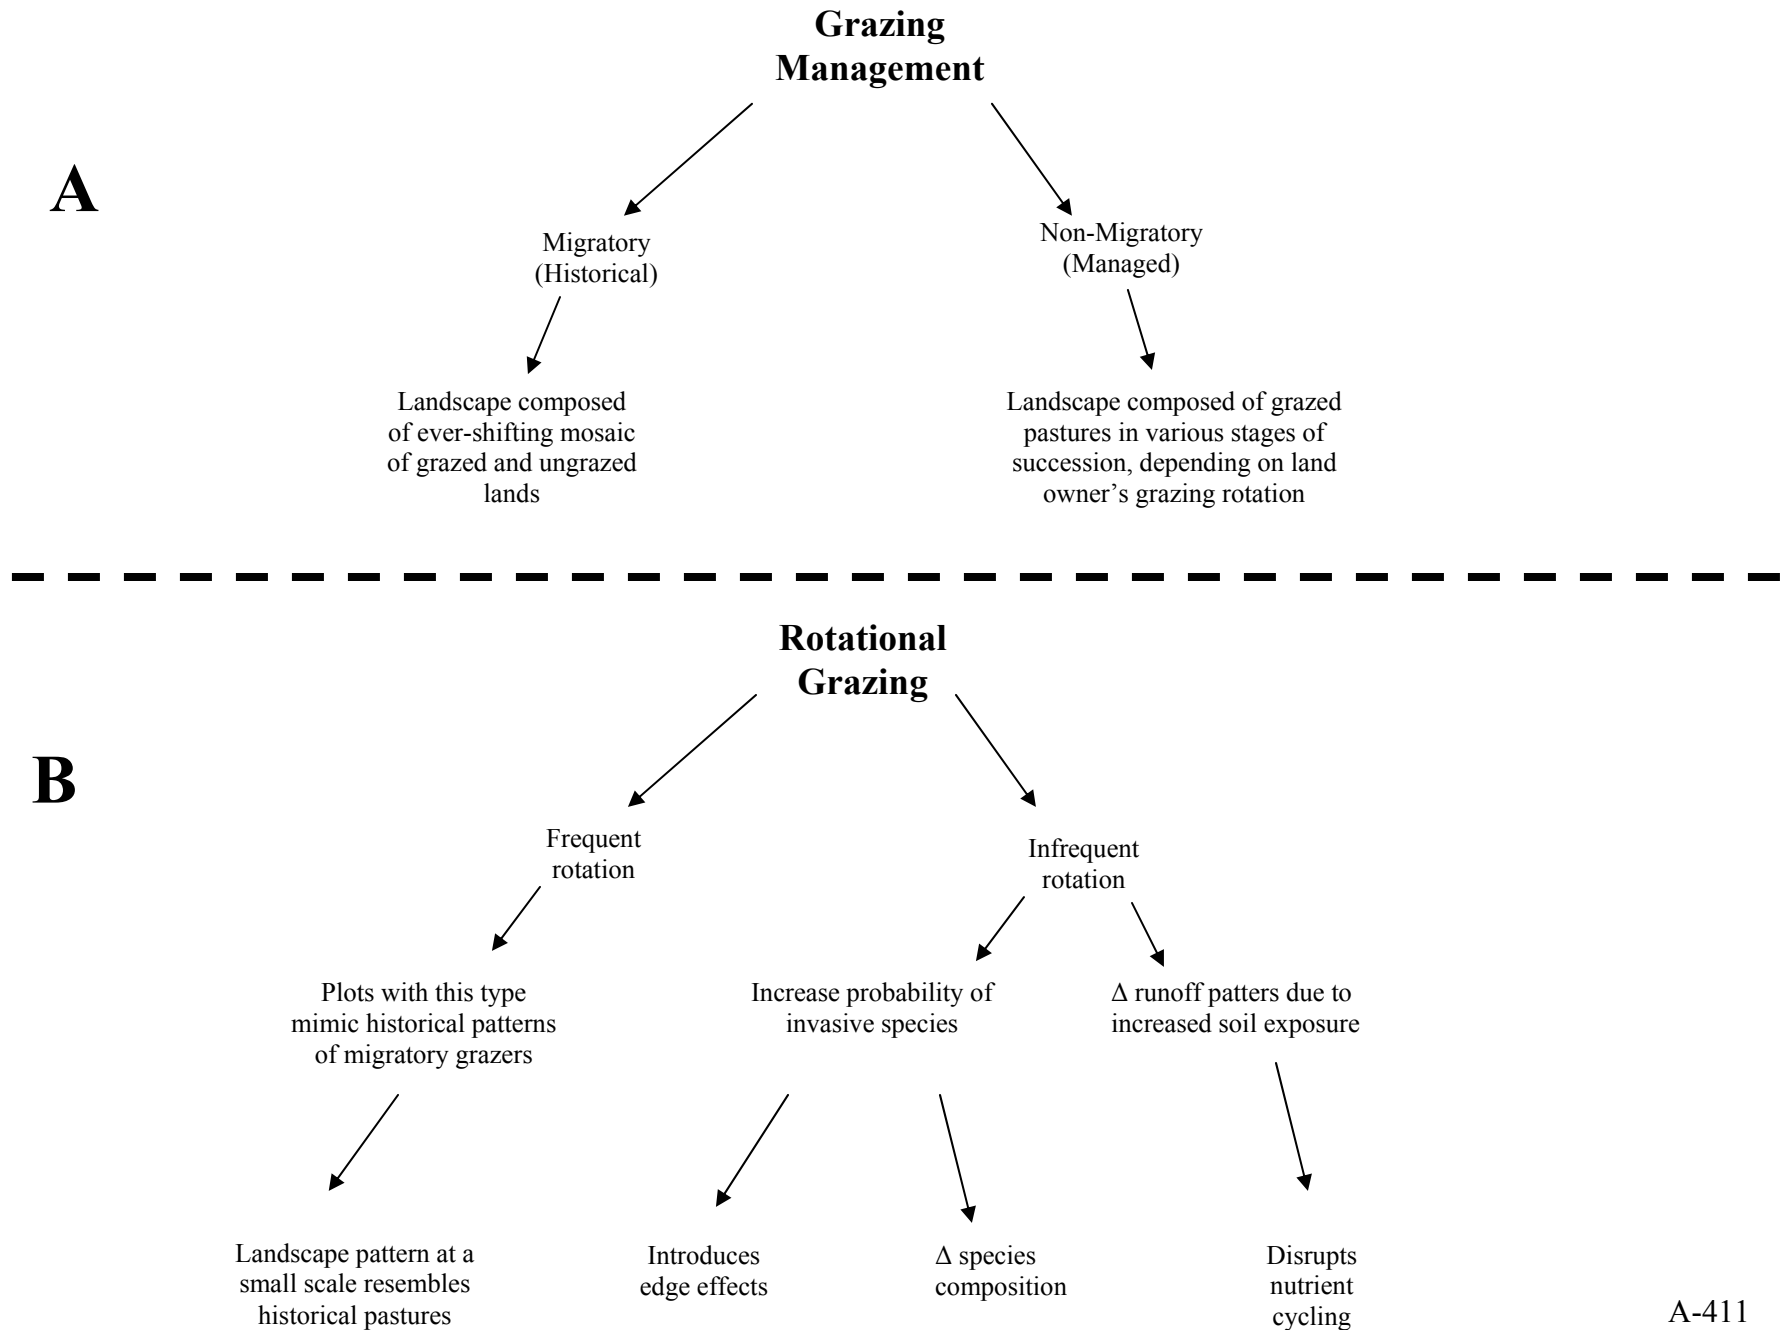 Grazing
Management
A
Migratory
(Historical)
Non-Migratory
(Managed)
Landscape composed
of ever-shifting mosaic
of grazed and ungrazed
lands
Landscape composed of grazed
pastures in various stages of
succession, depending on land
owner’s grazing rotation
Rotational
Grazing
B
Frequent
rotation
Infrequent
rotation
Plots with this type
mimic historical patterns
of migratory grazers
Increase probability of
invasive species
Δ runoff patters due to
increased soil exposure
Landscape pattern at a
small scale resembles
historical pastures
Introduces
edge effects
Δ species
composition
Disrupts
nutrient
cycling
A-411